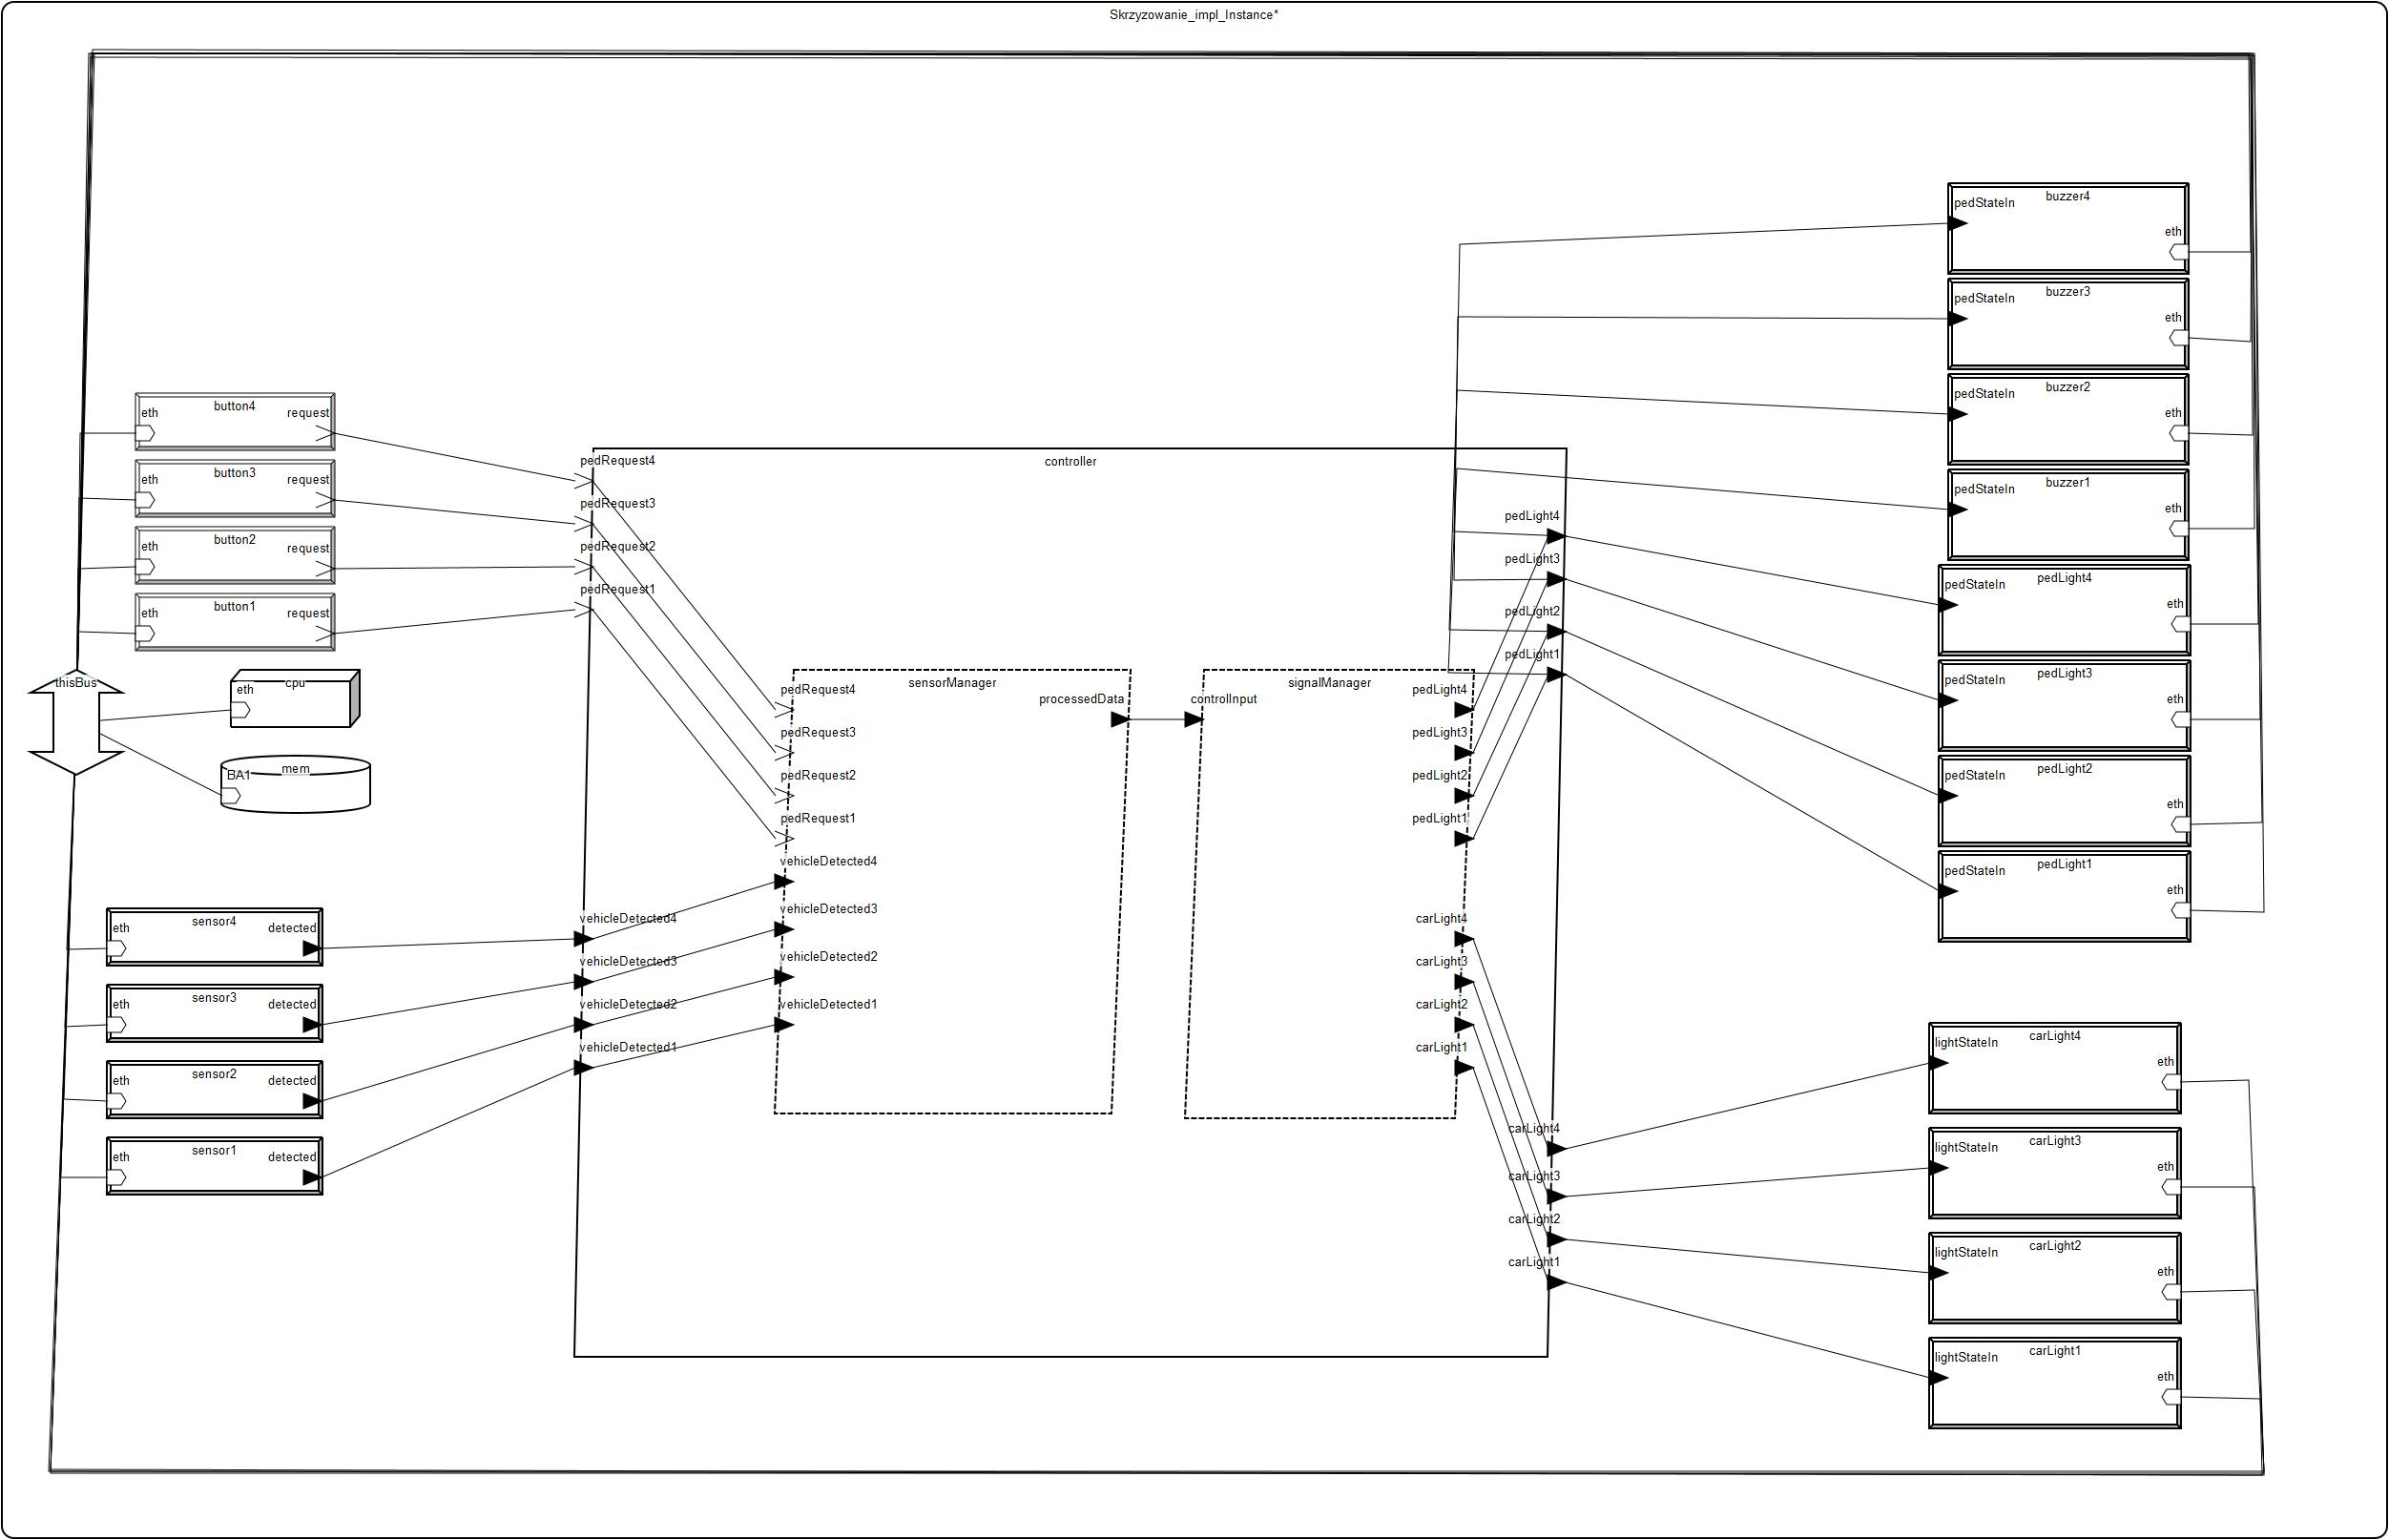 Skrzyzowanie_impl_Instance*
button4
eth
request
button3
eth
request
button2
eth
request
button1
eth
request
thisBus
cpu
eth
mem
BA1
sensor4
eth
detected
sensor3
eth
detected
sensor2
eth
detected
sensor1
eth
detected
controller
pedRequest4
pedRequest3
pedRequest2
pedRequest1
vehicleDetected4
vehicleDetected3
vehicleDetected2
vehicleDetected1
sensorManager
pedRequest4
pedRequest3
pedRequest2
pedRequest1
vehicleDetected4
vehicleDetected3
vehicleDetected2
vehicleDetected1
processedData
signalManager
controlInput
pedLight4
pedLight3
pedLight2
pedLight1
carLight4
carLight3
carLight2
carLight1
pedLight4
pedLight3
pedLight2
pedLight1
carLight4
carLight3
carLight2
carLight1
buzzer4
pedStateIn
eth
buzzer3
pedStateIn
eth
buzzer2
pedStateIn
eth
buzzer1
pedStateIn
eth
pedLight4
pedStateIn
eth
pedLight3
pedStateIn
eth
pedLight2
pedStateIn
eth
pedLight1
pedStateIn
eth
carLight4
lightStateIn
eth
carLight3
lightStateIn
eth
carLight2
lightStateIn
eth
carLight1
lightStateIn
eth